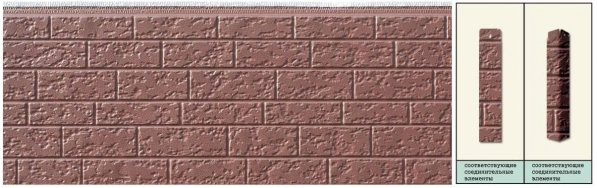 соответствующие
соединительные
элементы
соответствующие
соединительные
элементы